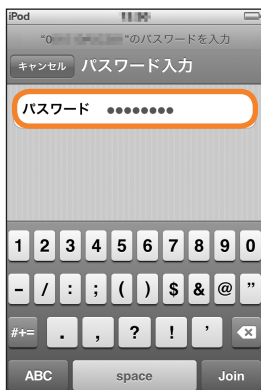 iPod
“0 ”のパスワードを入力
キャンセル パスワード入力
パスワード ●●●●●●●●
1 2 3 4 5 6 7 8 9 0
- / : ; ( ) $ & @ ”
#+= . , ? ! ’
ABC space Join